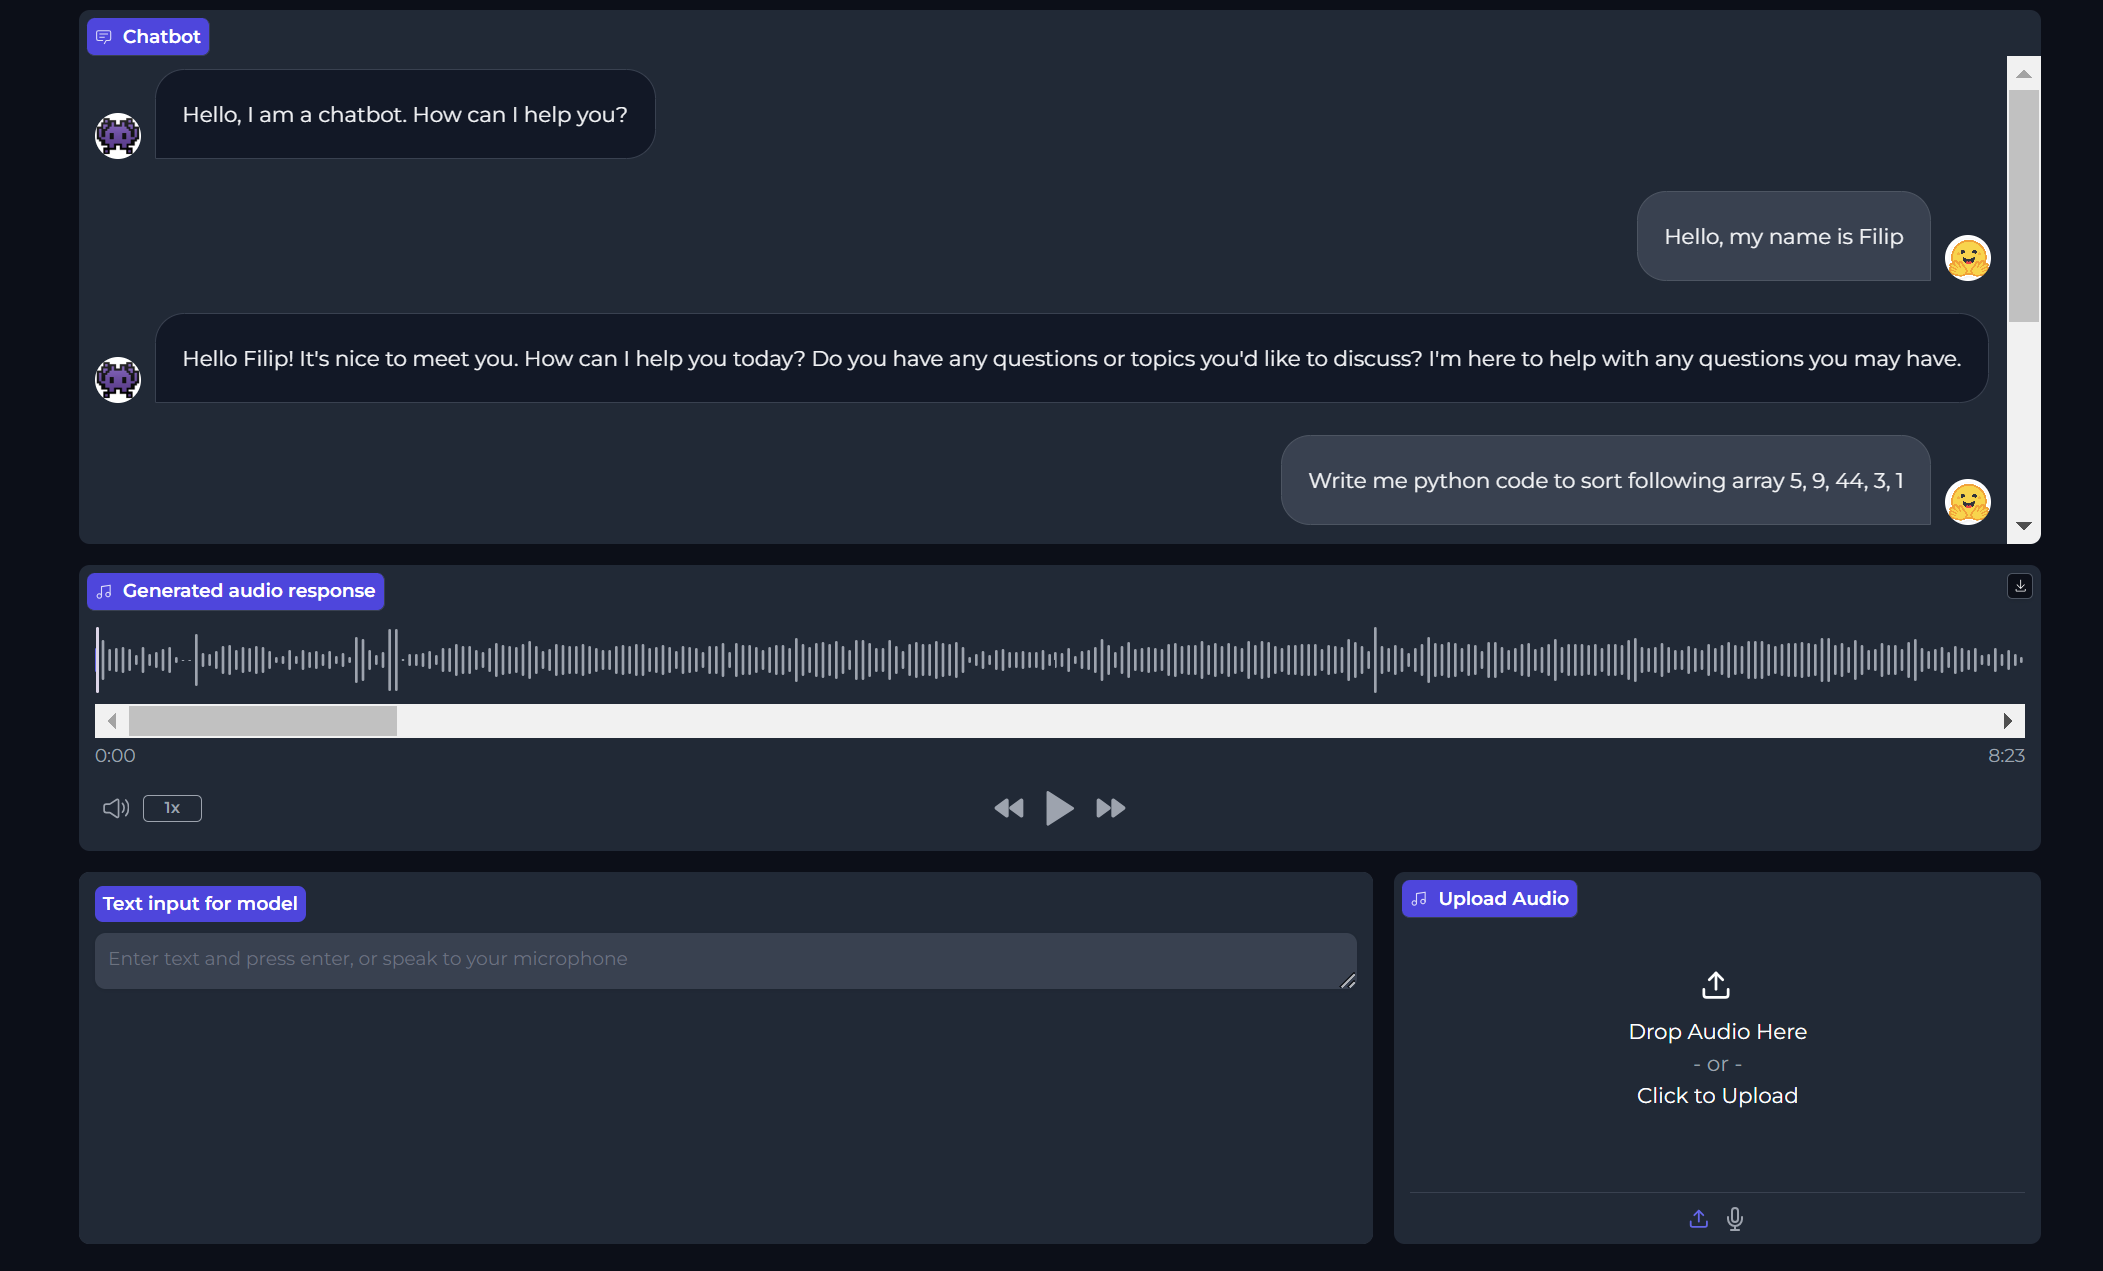 Chatbot
Hello, I am a chatbot. How can I help you?
Hello, my name is Filip
Hello Filip! It's nice to meet you. How can I help you today? Do you have any questions or topics you'd like to discuss? I'm here to help with any questions you may have.
Write me python code to sort following array 5, 9, 44, 3, 1
Generated audio response
0:00
8:23
1x
Text input for model
Enter text and press enter, or speak to your microphone
Upload Audio
Drop Audio Here
- or -
Click to Upload